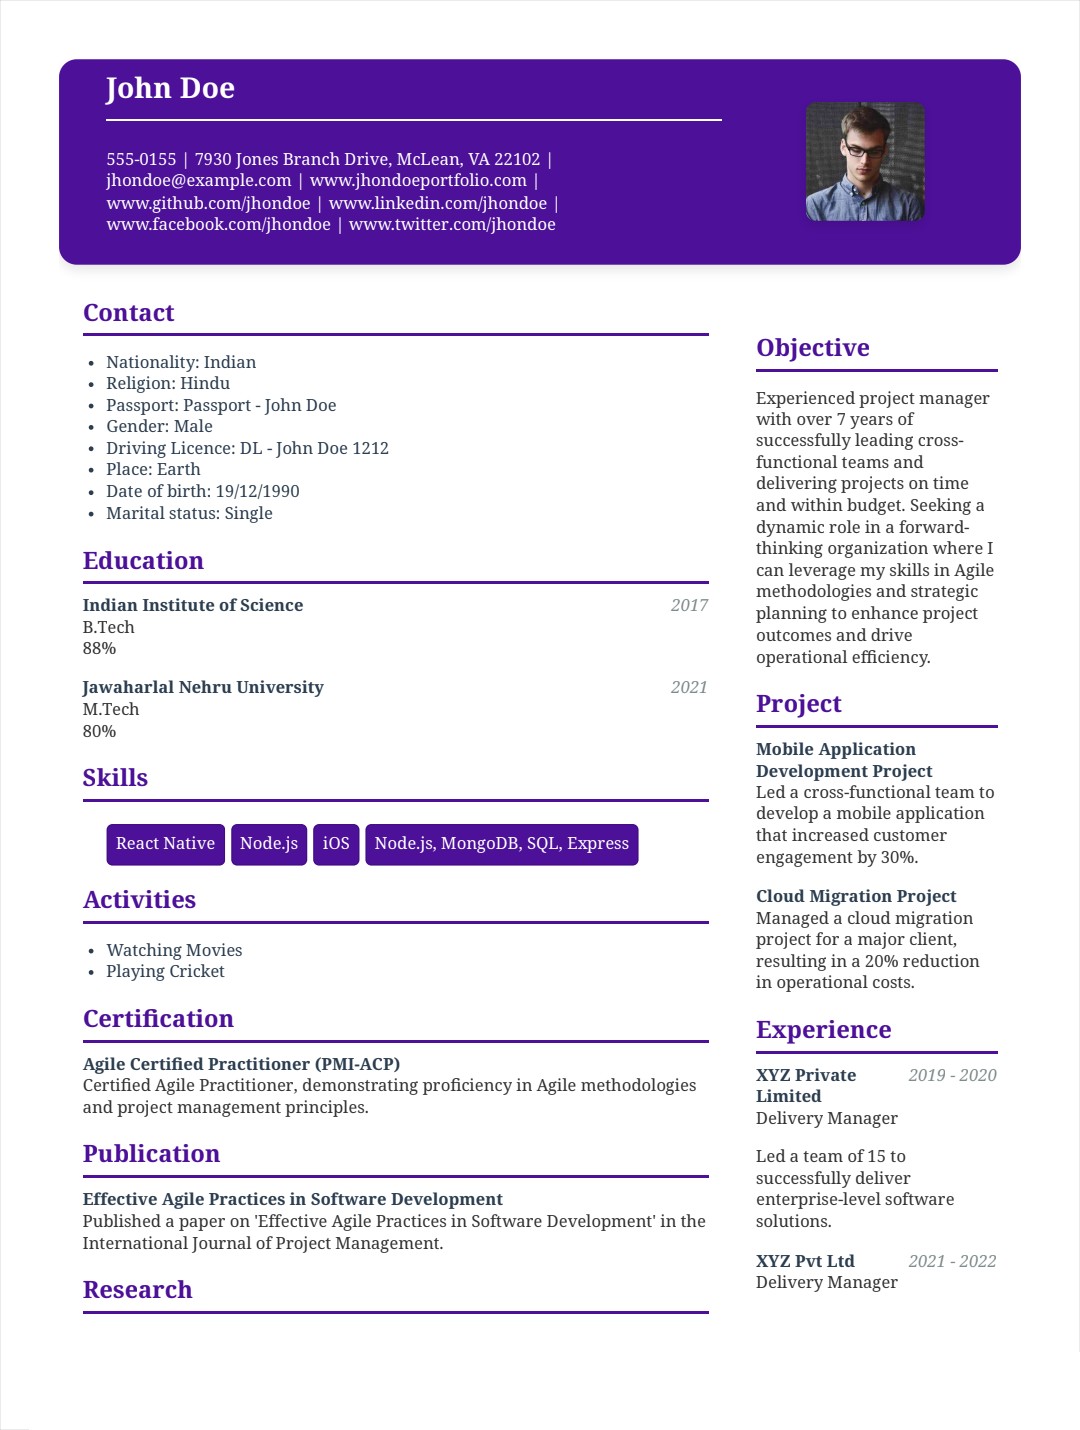 John Doe
555-0155 | 7930 Jones Branch Drive, McLean, VA 22102 |
jhondoe@example.com | www.jhondoeportfolio.com |
www.github.com/jhondoe | www.linkedin.com/jhondoe |
www.facebook.com/jhondoe | www.twitter.com/jhondoe
Contact
• Nationality: Indian
• Religion: Hindu
• Passport: Passport - John Doe
• Gender: Male
• Driving Licence: DL - John Doe 1212
• Place: Earth
• Date of birth: 19/12/1990
• Marital status: Single
Education
Indian Institute of Science 2017
B.Tech
88%
Jawaharlal Nehru University 2021
M.Tech
80%
Skills
React Native Node.js iOS Node.js, MongoDB, SQL, Express
Activities
• Watching Movies
• Playing Cricket
Certification
Agile Certified Practitioner (PMI-ACP)
Certified Agile Practitioner, demonstrating proficiency in Agile methodologies
and project management principles.
Publication
Effective Agile Practices in Software Development
Published a paper on 'Effective Agile Practices in Software Development' in the
International Journal of Project Management.
Research
Objective
Experienced project manager
with over 7 years of
successfully leading cross-
functional teams and
delivering projects on time
and within budget. Seeking a
dynamic role in a forward-
thinking organization where I
can leverage my skills in Agile
methodologies and strategic
planning to enhance project
outcomes and drive
operational efficiency.
Project
Mobile Application
Development Project
Led a cross-functional team to
develop a mobile application
that increased customer
engagement by 30%.
Cloud Migration Project
Managed a cloud migration
project for a major client,
resulting in a 20% reduction
in operational costs.
Experience
XYZ Private 2019 - 2020
Limited
Delivery Manager
Led a team of 15 to
successfully deliver
enterprise-level software
solutions.
XYZ Pvt Ltd 2021 - 2022
Delivery Manager